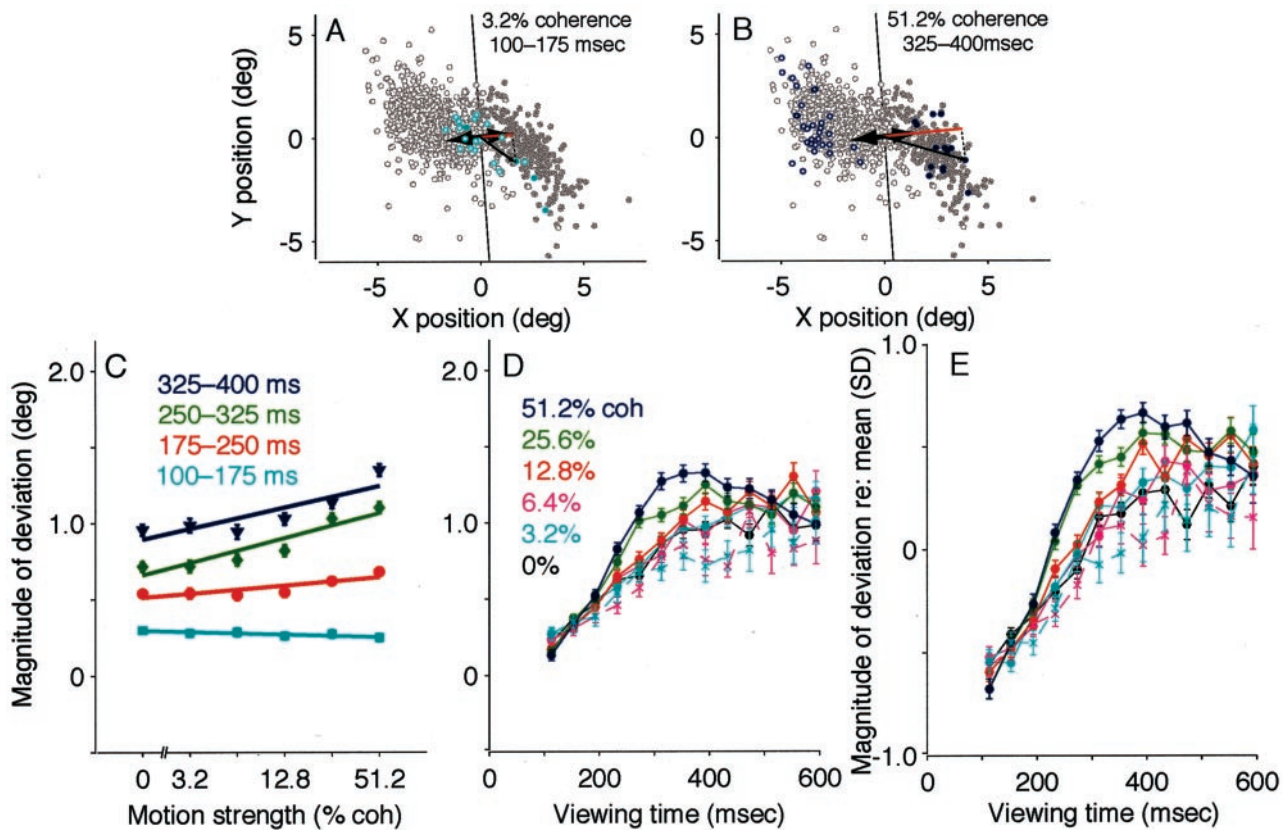 A
3.2% coherence
100–175 msec
B
51.2% coherence
325–400msec
Y position (deg)
5
0
-5
-5
0
5
X position (deg)
-5
0
5
X position (deg)
C
325–400 ms
250–325 ms
175–250 ms
100–175 ms
Magnitude of deviation (deg)
2.0
1.0
0
0
3.2
12.8
51.2
Motion strength (% coh)
D
51.2% coh
25.6%
12.8%
6.4%
3.2%
0%
2.0
1.0
0
0
200
400
600
Viewing time (msec)
E
Magnitude of deviation re: mean (SD)
1.0
0
-1.0
0
200
400
600
Viewing time (msec)